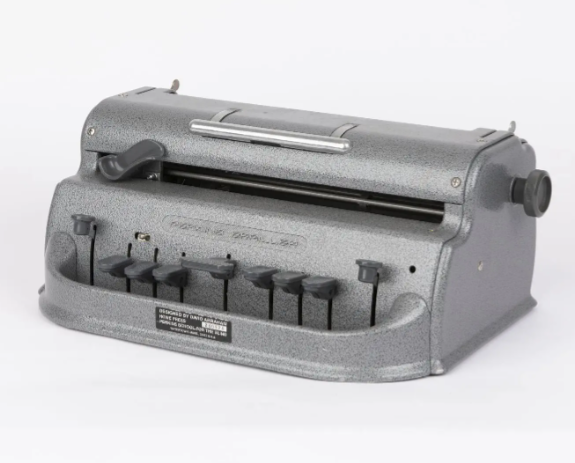 PERKINS BRAILLER
DESIGNED BY DAVID ABRAHAM
HOWE PRESS
PERKINS SCHOOL FOR THE BLIND